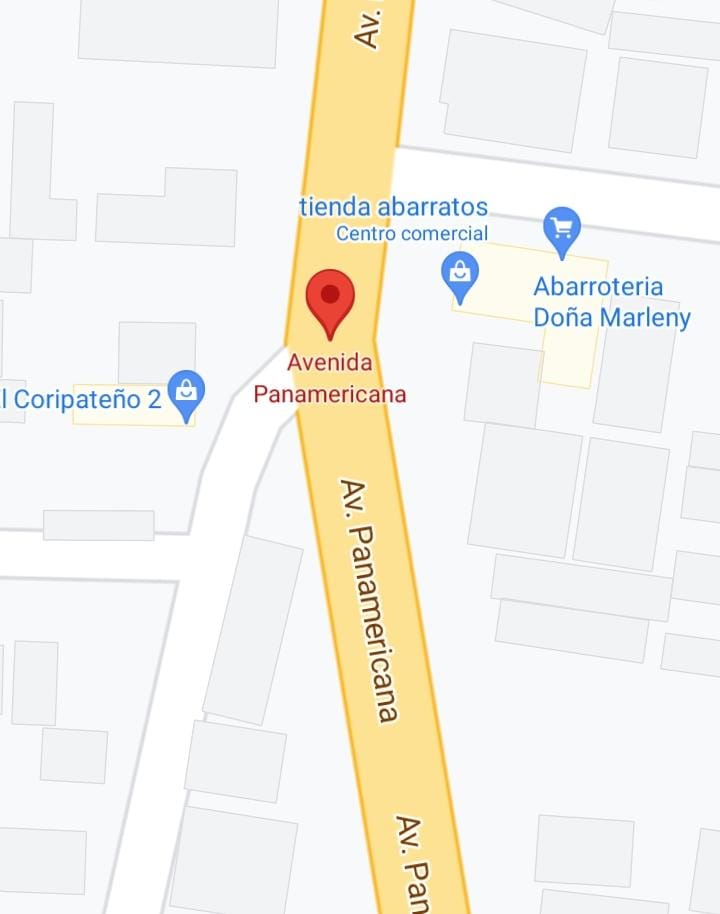 Av.
tienda abarratos
Centro comercial
Abarroteria
Doña Marleny
Avenida
Panamericana
l Coripateño 2
Av. Panamericana
Av. Pan